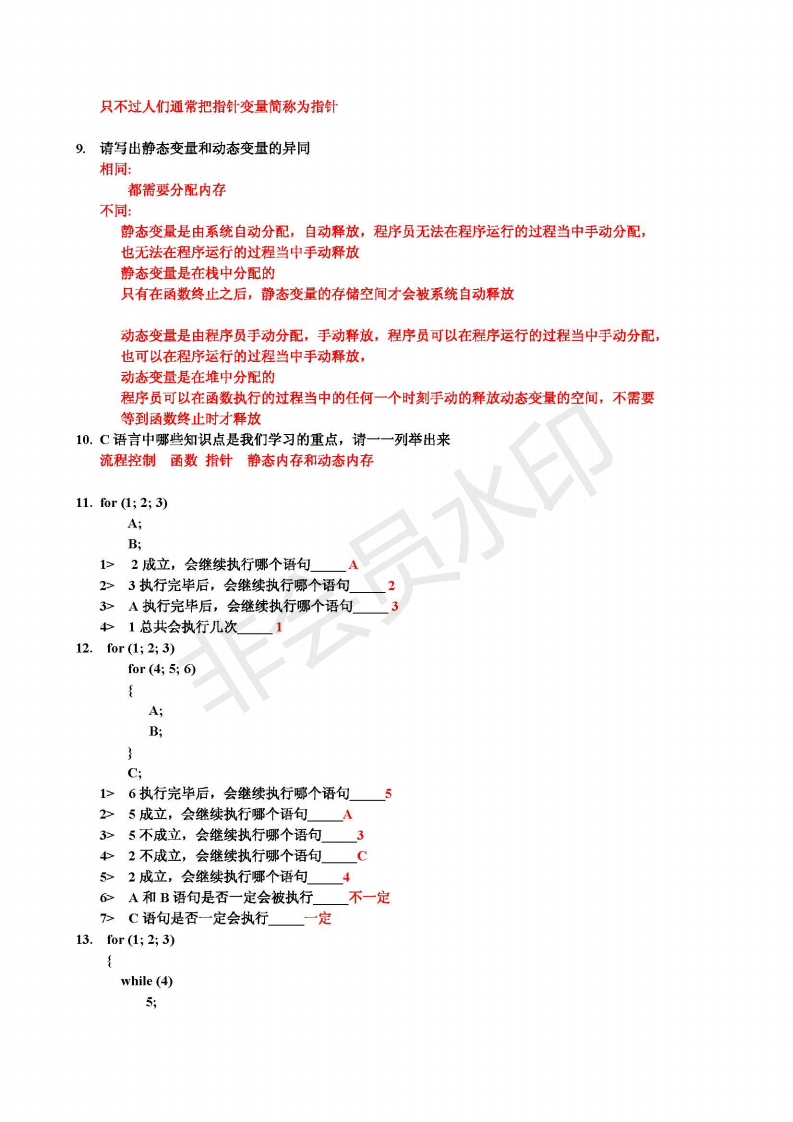 只不过人们通常把指针变量简称为指针
9. 请写出静态变量和动态变量的异同
相同:
都需要分配内存
不同:
静态变量是由系统自动分配，自动释放，程序员无法在程序运行的过程当中手动分配，
也无法在程序运行的过程当中手动释放
静态变量是在栈中分配的
只有在函数终止之后，静态变量的存储空间才会被系统自动释放
动态变量是由程序员手动分配，手动释放，程序员可以在程序运行的过程当中手动分配，
也可以在程序运行的过程当中手动释放，
动态变量是在堆中分配的
程序员可以在函数执行的过程当中的任何一个时刻手动的释放动态变量的空间，不需要
等到函数终止时才释放
10. C 语言中哪些知识点是我们学习的重点，请一一列举出来
流程控制 函数 指针 静态内存和动态内存
11. for (1; 2; 3)
A;
B;
1> 2 成立，会继续执行哪个语句_____ A
2> 3 执行完毕后，会继续执行哪个语句_____ 2
3> A 执行完毕后，会继续执行哪个语句_____ 3
4> 1 总共会执行几次_____ 1
12. for (1; 2; 3)
for (4; 5; 6)
{
A;
B;
}
C;
1> 6 执行完毕后，会继续执行哪个语句_____5
2> 5 成立，会继续执行哪个语句_____A
3> 5 不成立，会继续执行哪个语句_____3
4> 2 不成立，会继续执行哪个语句_____C
5> 2 成立，会继续执行哪个语句_____4
6> A 和 B 语句是否一定会被执行_____不一定
7> C 语句是否一定会执行_____一定
13. for (1; 2; 3)
{
while (4)
5;
非会员水印